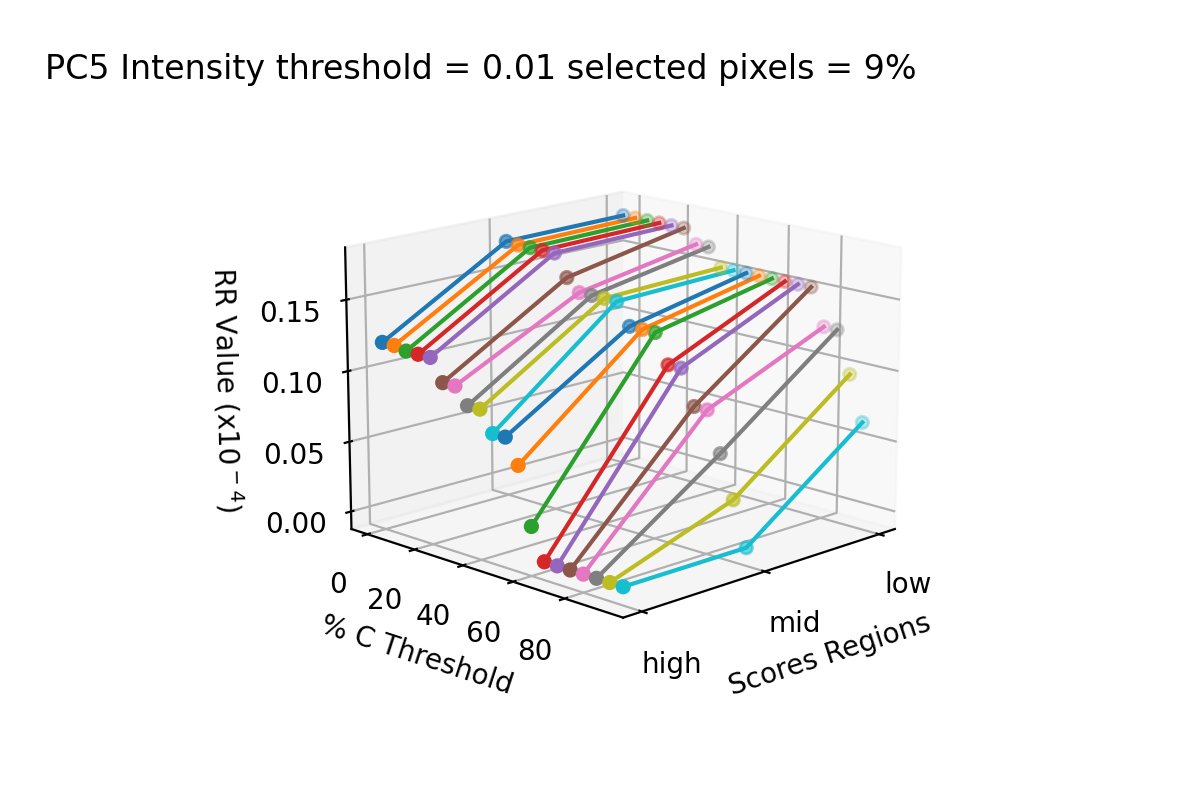 PC5 Intensity threshold = 0.01 selected pixels = 9%
RR Value (x10⁻⁴)
0.15
0.10
0.05
0.00
0
20
40
60
80
% C Threshold
high
mid
low
Scores Regions